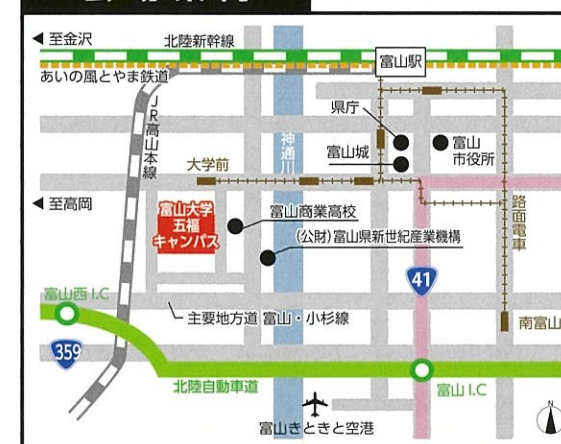 至金沢
北陸新幹線
富山駅
あいの風とやま鉄道
JR高山本線
県庁
神通川
富山城
富山
市役所
大学前
至高岡
富山大学
五福
キャンパス
富山商業高校
(公財)富山県新世紀産業機構
路面電車
41
富山西I.C
主要地方道 富山・小杉線
南富山
359
北陸自動車道
富山I.C
富山きときと空港
N